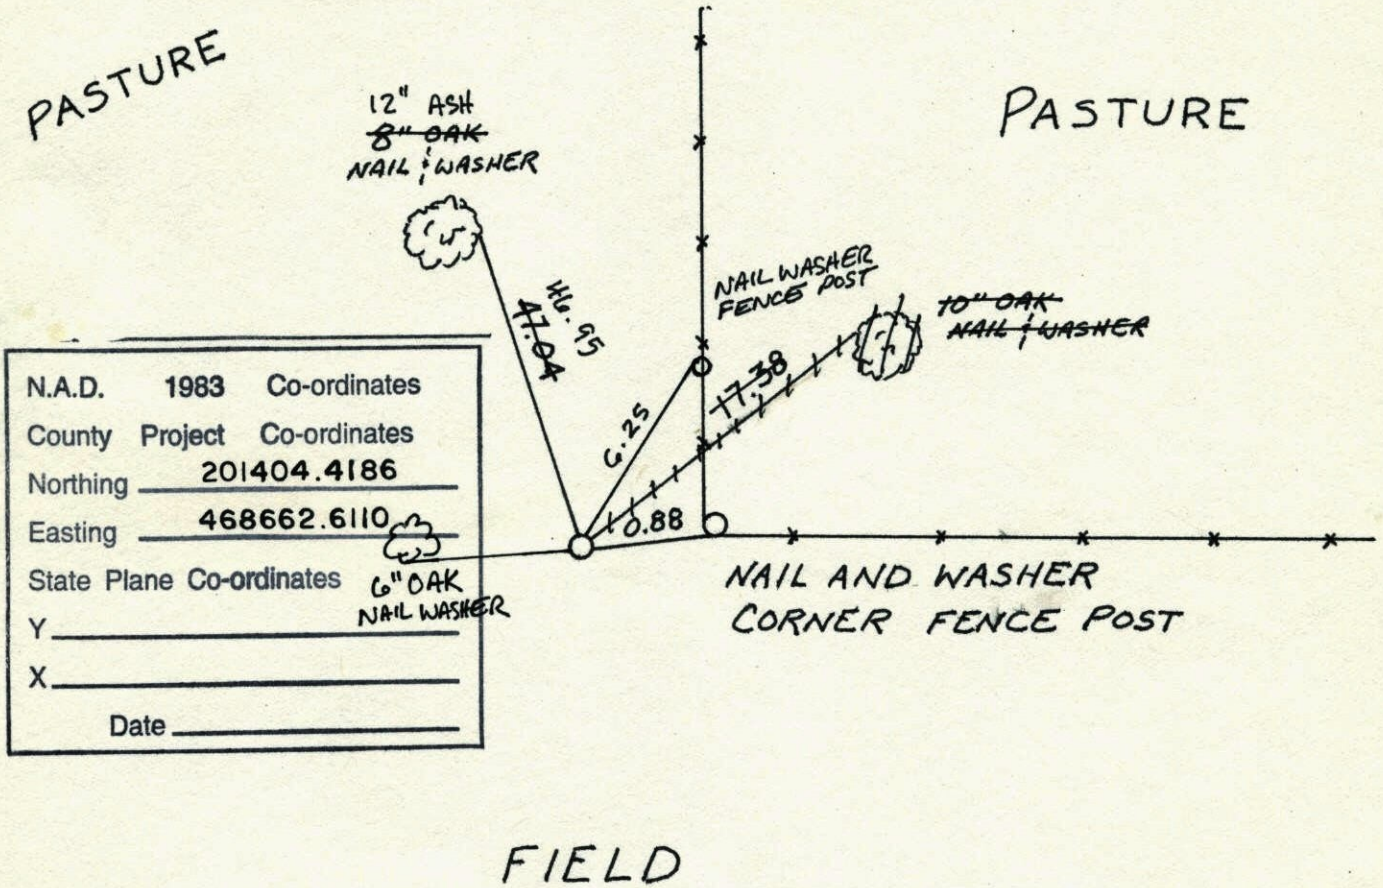 PASTURE
12" ASH
8" OAK
NAIL & WASHER
PASTURE
NAIL WASHER
FENCE POST
10" OAK
NAIL & WASHER
46.95
47.04
17.38
6.25
0.88
N.A.D. 1983 Co-ordinates
County Project Co-ordinates
Northing 201404.4186
Easting 468662.6110
State Plane Co-ordinates
Y
X
Date
6" OAK
NAIL WASHER
NAIL AND WASHER
CORNER FENCE POST
FIELD